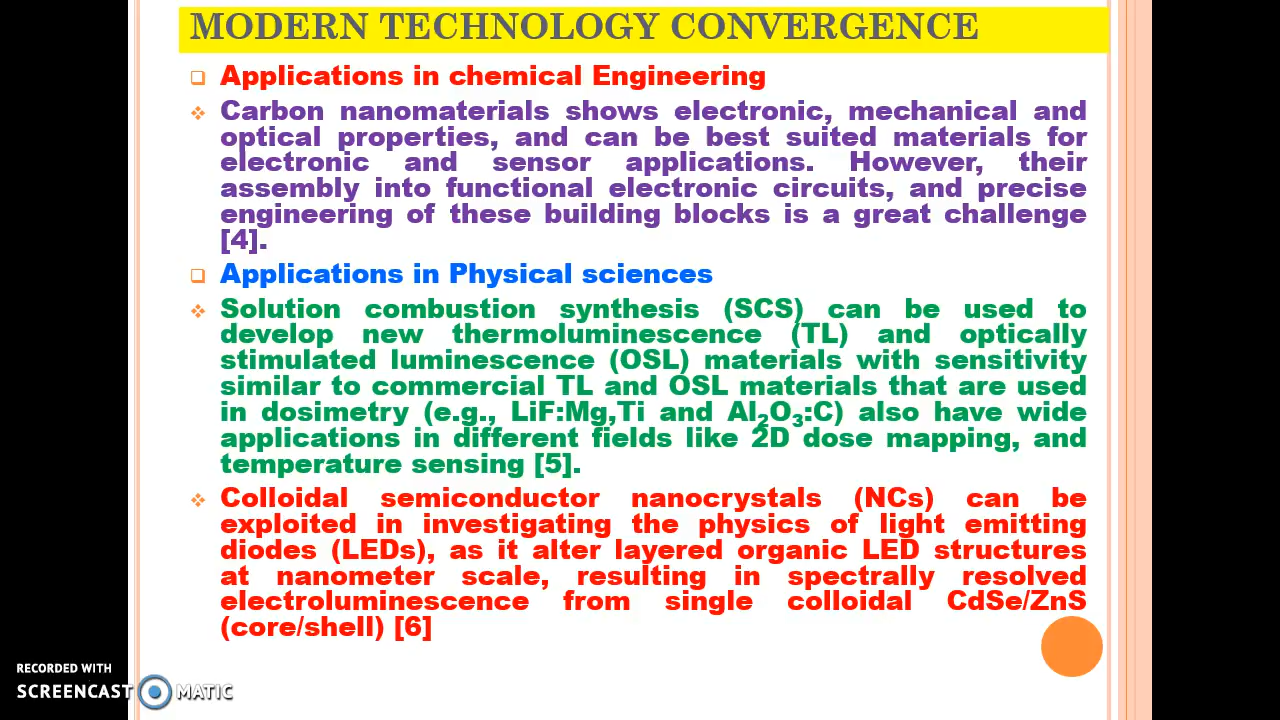 MODERN TECHNOLOGY CONVERGENCE
Applications in chemical Engineering
Carbon nanomaterials shows electronic, mechanical and
optical properties, and can be best suited materials for
electronic and sensor applications. However, their
assembly into functional electronic circuits, and precise
engineering of these building blocks is a great challenge
[4].
Applications in Physical sciences
Solution combustion synthesis (SCS) can be used to
develop new thermoluminescence (TL) and optically
stimulated luminescence (OSL) materials with sensitivity
similar to commercial TL and OSL materials that are used
in dosimetry (e.g., LiF:Mg,Ti and Al₂O₃:C) also have wide
applications in different fields like 2D dose mapping, and
temperature sensing [5].
Colloidal semiconductor nanocrystals (NCs) can be
exploited in investigating the physics of light emitting
diodes (LEDs), as it alter layered organic LED structures
at nanometer scale, resulting in spectrally resolved
electroluminescence from single colloidal CdSe/ZnS
(core/shell) [6]
RECORDED WITH
SCREENCAST MATIC